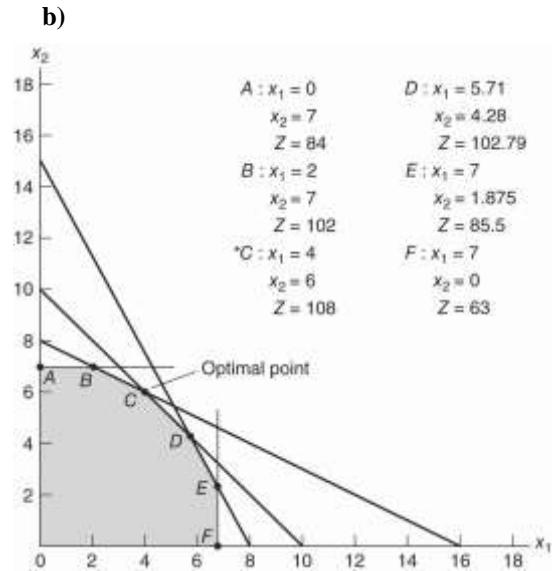 b)
x₂
A : x₁ = 0
x₂ = 7
Z = 84
B : x₁ = 2
x₂ = 7
Z = 102
*C : x₁ = 4
x₂ = 6
Z = 108
D : x₁ = 5.71
x₂ = 4.28
Z = 102.79
E : x₁ = 7
x₂ = 1.875
Z = 85.5
F : x₁ = 7
x₂ = 0
Z = 63
18
16
14
12
10
8
6
4
2
A
B
C
Optimal point
D
E
F
0 2 4 6 8 10 12 14 16 18 x₁